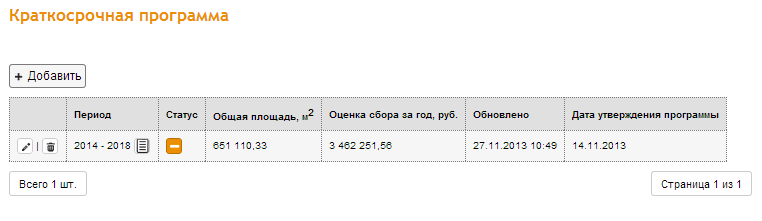 Краткосрочная программа
+ Добавить
Период Статус Общая площадь, м2 Оценка сбора за год, руб. Обновлено Дата утверждения программы
| 2014 - 2018 651 110,33 3 462 251,56 27.11.2013 10:49 14.11.2013
Всего 1 шт. Страница 1 из 1